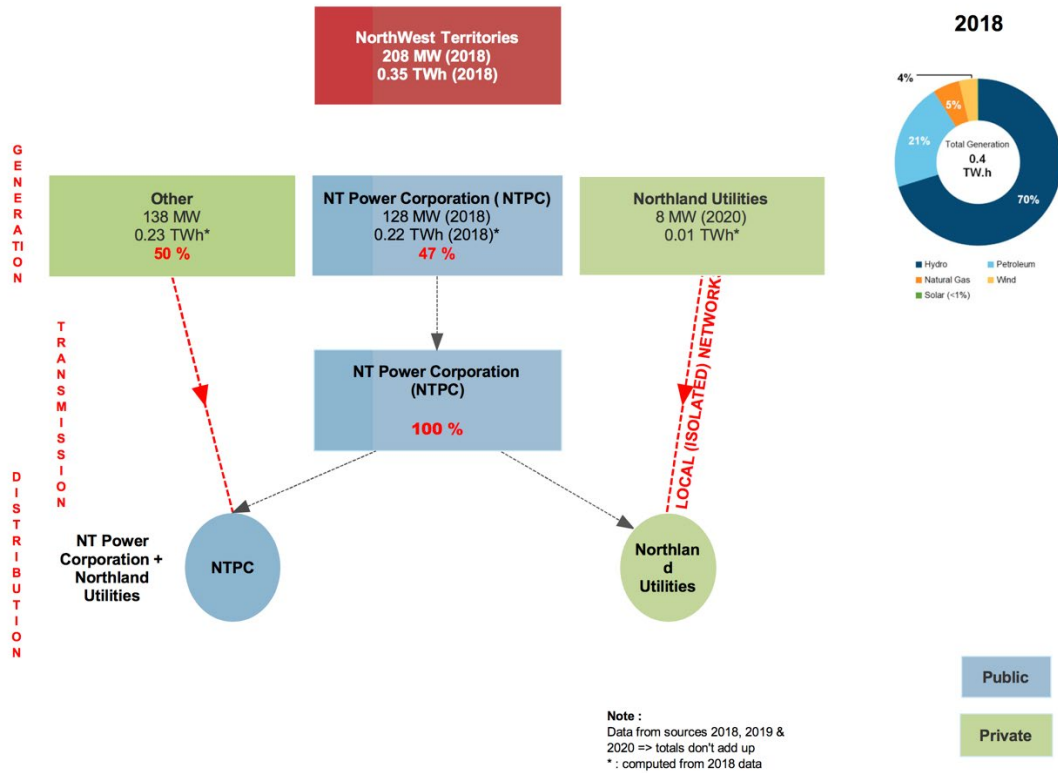 NorthWest Territories
208 MW (2018)
0.35 TWh (2018)
2018
4%
5%
21%
70%
Total Generation
0.4
TW.h
Hydro
Petroleum
Natural Gas
Wind
Solar (<1%)
GENERATION
Other
138 MW
0.23 TWh*
50 %
NT Power Corporation ( NTPC)
128 MW (2018)
0.22 TWh (2018)*
47 %
Northland Utilities
8 MW (2020)
0.01 TWh*
TRANSMISSION
NT Power Corporation
(NTPC)
100 %
LOCAL (ISOLATED) NETWORK
DISTRIBUTION
NT Power
Corporation +
Northland
Utilities
NTPC
Northlan
d
Utilities
Public
Private
Note :
Data from sources 2018, 2019 &
2020 => totals don't add up
* : computed from 2018 data